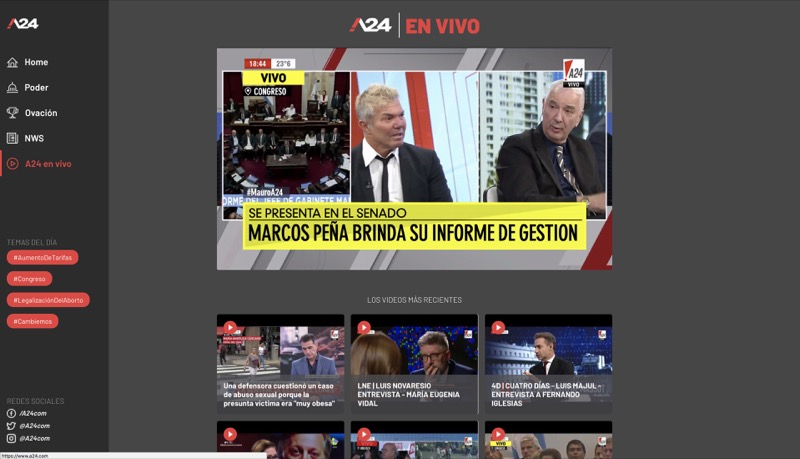 A24
A24 EN VIVO
Home
Poder
Ovación
NWS
A24 en vivo
TEMAS DEL DÍA
#AumentoDeTarifas
#Congreso
#LegalizaciónDelAborto
#Cambiemos
REDES SOCIALES
/A24com
@A24com
@A24com
https://www.a24.com
18:44 23°6
VIVO
CONGRESO
A24
VIVO
#MauroA24
SE PRESENTA EN EL SENADO
MARCOS PEÑA BRINDA SU INFORME DE GESTION
LOS VIDEOS MÁS RECIENTES
Una defensora cuestionó un caso
de abuso sexual porque la
presunta víctima era "muy obesa"
LNE | LUIS NOVARESIO
ENTREVISTA - MARÍA EUGENIA
VIDAL
4D | CUATRO DÍAS - LUIS MAJUL -
ENTREVISTA A FERNANDO
IGLESIAS
VIVO